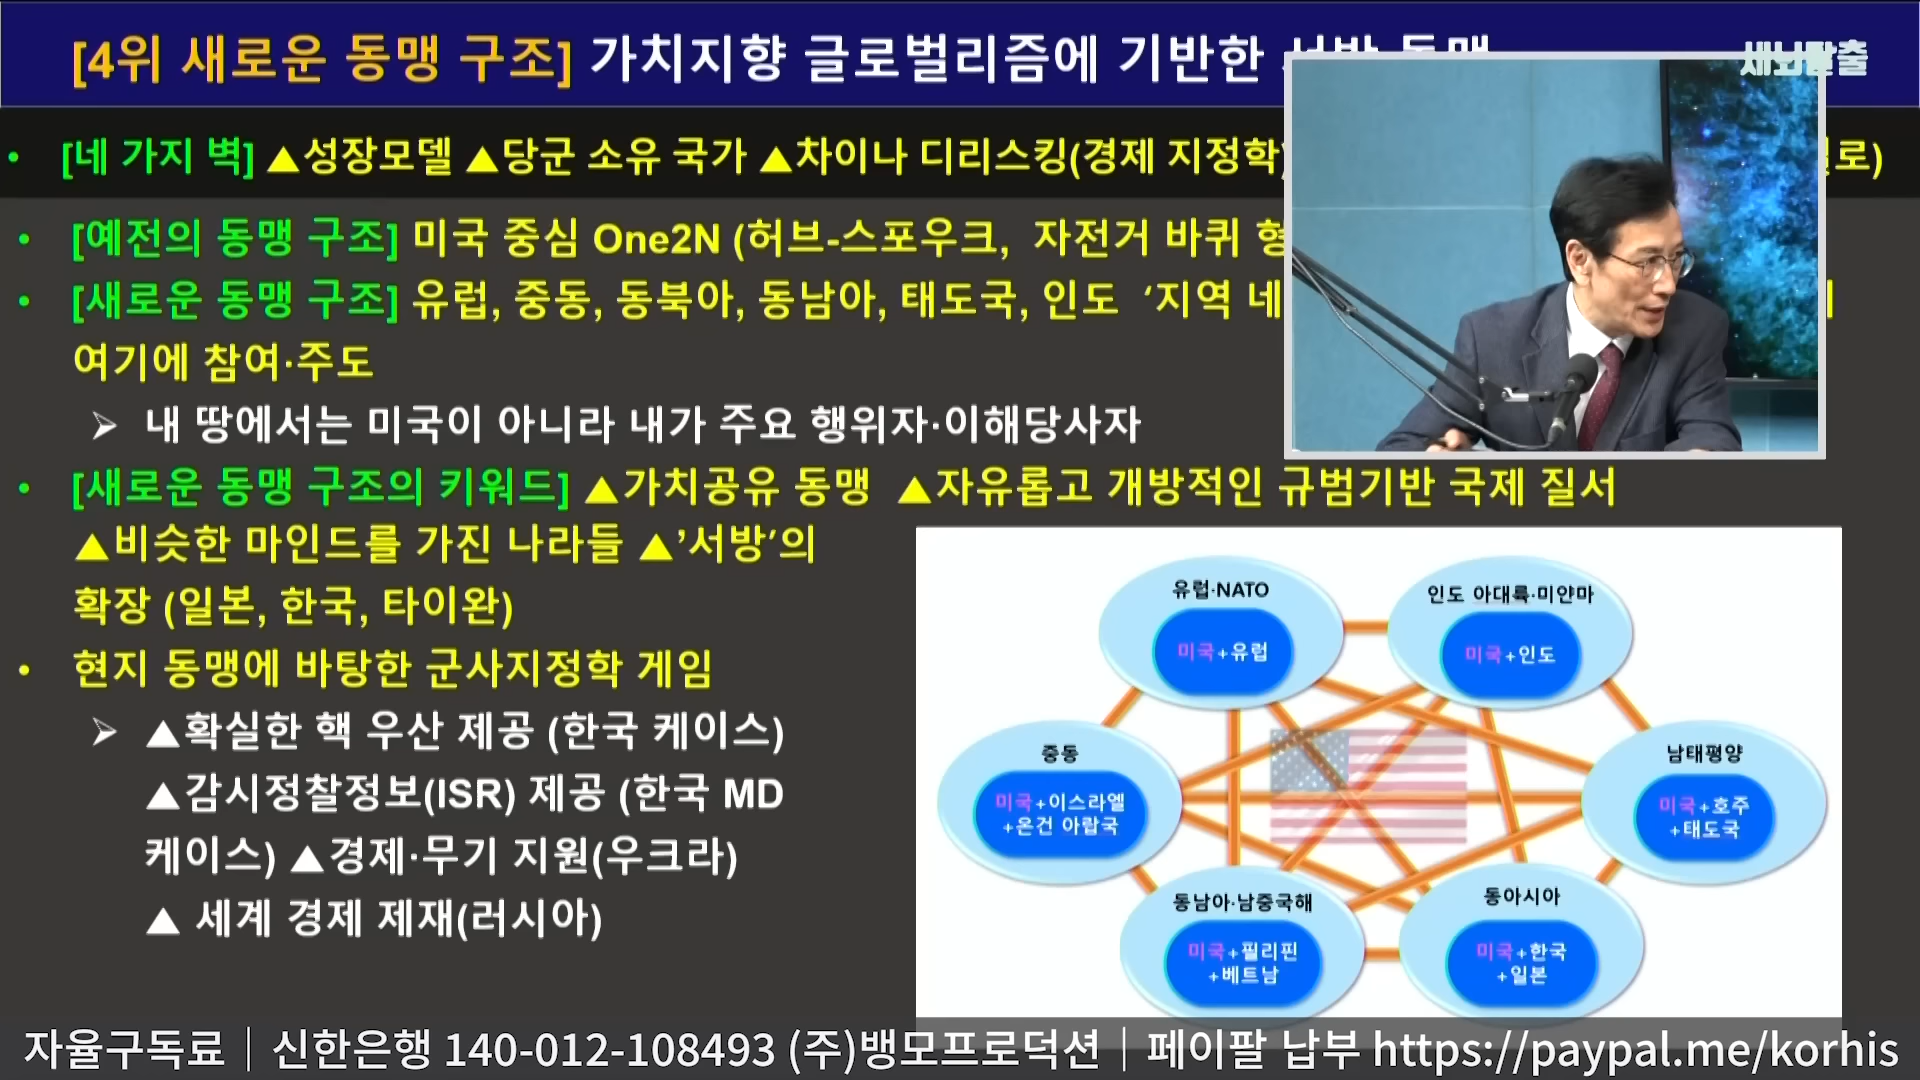 [4위 새로운 동맹 구조] 가치지향 글로벌리즘에 기반한
세뇌탈출
• [네 가지 벽] ▲성장모델 ▲당군 소유 국가 ▲차이나 디리스킹(경제 지정학) 로)
• [예전의 동맹 구조] 미국 중심 One2N (허브-스포우크, 자전거 바퀴
• [새로운 동맹 구조] 유럽, 중동, 동북아, 동남아, 태도국, 인도 ‘지역
여기에 참여·주도
➢ 내 땅에서는 미국이 아니라 내가 주요 행위자·이해당사자
• [새로운 동맹 구조의 키워드] ▲가치공유 동맹 ▲자유롭고 개방적인 규범기반 국제 질서
▲비슷한 마인드를 가진 나라들 ▲’서방’의
확장 (일본, 한국, 타이완)
• 현지 동맹에 바탕한 군사지정학 게임
➢ ▲확실한 핵 우산 제공 (한국 케이스)
▲감시정찰정보(ISR) 제공 (한국 MD
케이스) ▲경제·무기 지원(우크라)
▲ 세계 경제 제재(러시아)
유럽·NATO
미국+유럽
인도 아대륙·미얀마
미국+인도
중동
미국+이스라엘
+온건 아랍국
남태평양
미국+호주
+태도국
동남아·남중국해
미국+필리핀
+베트남
동아시아
미국+한국
+일본
자율구독료│신한은행 140-012-108493 (주)뱅모프로덕션│페이팔 납부 https://paypal.me/korhis